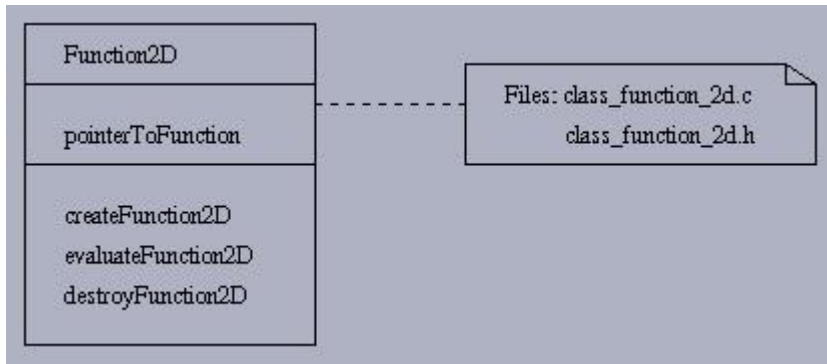 Function2D
pointerToFunction
createFunction2D
evaluateFunction2D
destroyFunction2D
Files: class_function_2d.c
class_function_2d.h